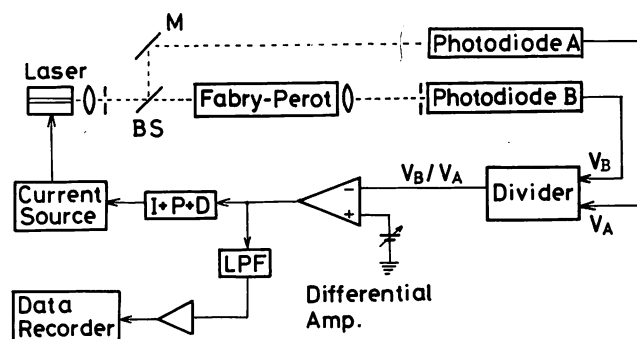 M
Photodiode A
Laser
BS
Fabry-Perot
Photodiode B
V_B
V_B/V_A
Divider
V_A
Current
Source
I+P+D
−
+
LPF
Differential
Amp.
Data
Recorder